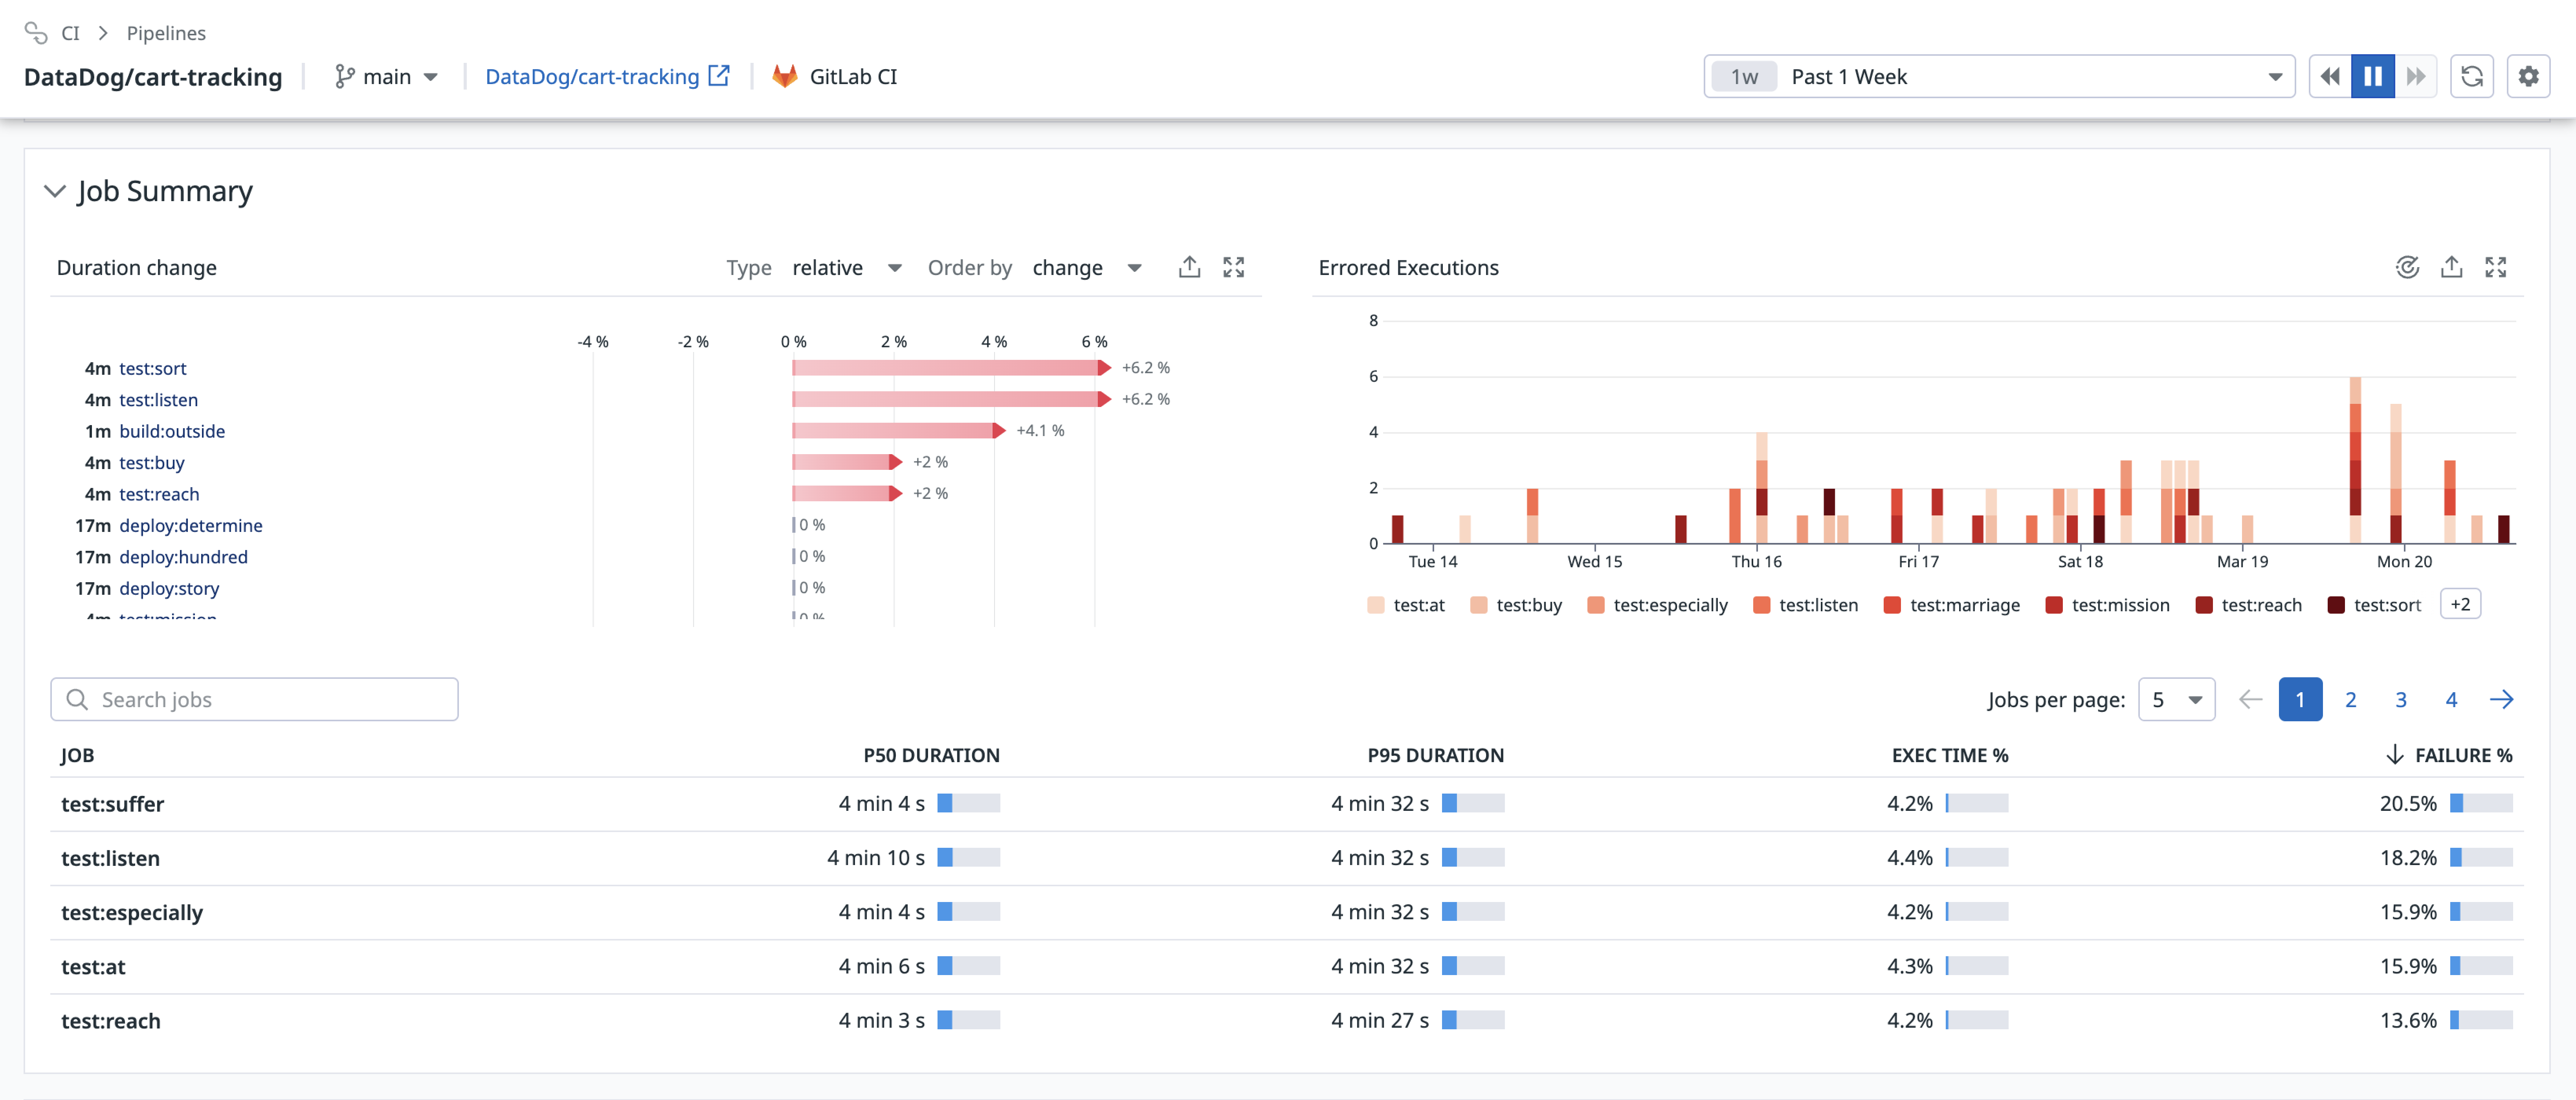 CI > Pipelines
DataDog/cart-tracking main DataDog/cart-tracking GitLab CI 1w Past 1 Week
Job Summary
Duration change Type relative Order by change
-4 % -2 % 0 % 2 % 4 % 6 %
4m test:sort +6.2 %
4m test:listen +6.2 %
1m build:outside +4.1 %
4m test:buy +2 %
4m test:reach +2 %
17m deploy:determine 0 %
17m deploy:hundred 0 %
17m deploy:story 0 %
4m test:mission 0 %
Errored Executions
8
6
4
2
0
Tue 14 Wed 15 Thu 16 Fri 17 Sat 18 Mar 19 Mon 20
test:at test:buy test:especially test:listen test:marriage test:mission test:reach test:sort +2
Search jobs Jobs per page: 5 1 2 3 4
JOB P50 DURATION P95 DURATION EXEC TIME % FAILURE %
test:suffer 4 min 4 s 4 min 32 s 4.2% 20.5%
test:listen 4 min 10 s 4 min 32 s 4.4% 18.2%
test:especially 4 min 4 s 4 min 32 s 4.2% 15.9%
test:at 4 min 6 s 4 min 32 s 4.3% 15.9%
test:reach 4 min 3 s 4 min 27 s 4.2% 13.6%